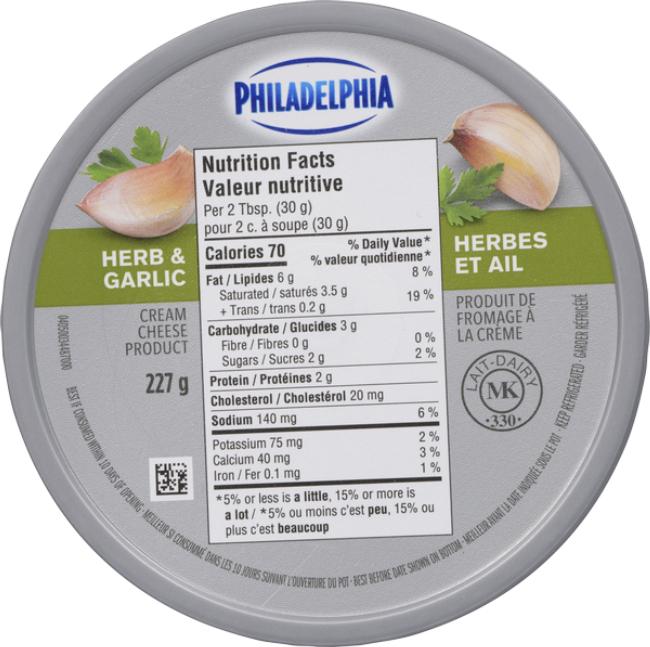 PHILADELPHIA
HERB &
GARLIC
CREAM
CHEESE
PRODUCT
227 g
Nutrition Facts
Valeur nutritive
Per 2 Tbsp. (30 g)
pour 2 c. à soupe (30 g)
Calories 70
% Daily Value*
% valeur quotidienne*
Fat / Lipides 6 g 8 %
Saturated / saturés 3.5 g
+ Trans / trans 0.2 g 19 %
Carbohydrate / Glucides 3 g
Fibre / Fibres 0 g 0 %
Sugars / Sucres 2 g 2 %
Protein / Protéines 2 g
Cholesterol / Cholestérol 20 mg
Sodium 140 mg 6 %
Potassium 75 mg 2 %
Calcium 40 mg 3 %
Iron / Fer 0.1 mg 1 %
*5% or less is a little, 15% or more is
a lot / *5% ou moins c'est peu, 15% ou
plus c'est beaucoup
HERBES
ET AIL
PRODUIT DE
FROMAGE À
LA CRÈME
LAIT-DAIRY
MK
·330·
BEST IF CONSUMED WITHIN 10 DAYS OF OPENING · MEILLEUR SI CONSOMMÉ DANS LES 10 JOURS SUIVANT L'OUVERTURE DU POT · BEST BEFORE DATE SHOWN ON BOTTOM · MEILLEUR AVANT LA DATE INDIQUÉE SOUS LE POT · KEEP REFRIGERATED · GARDER RÉFRIGÉRÉ